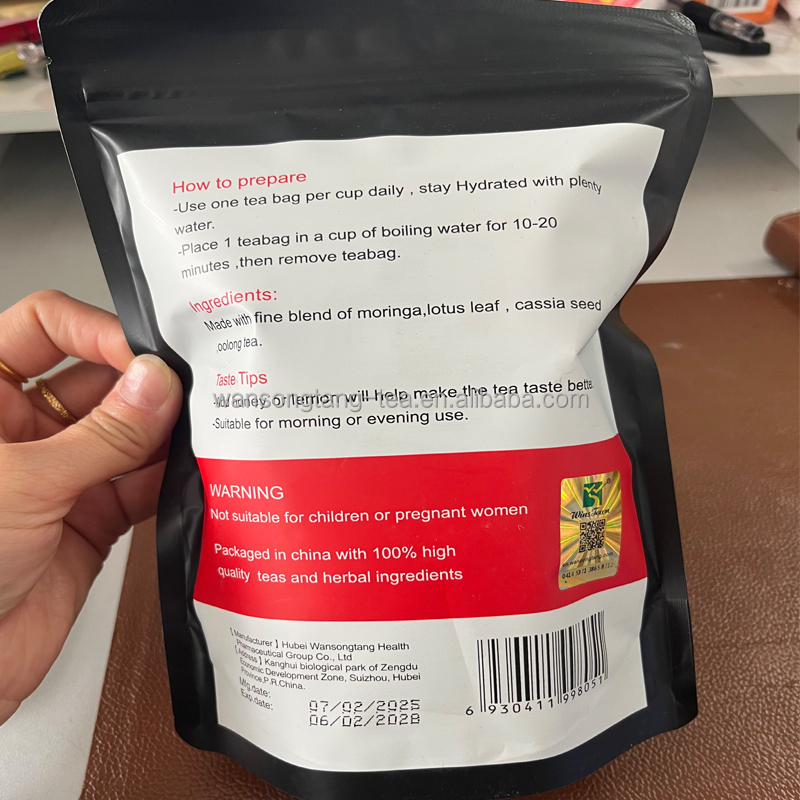 How to prepare
-Use one tea bag per cup daily , stay Hydrated with plenty
water.
-Place 1 teabag in a cup of boiling water for 10-20
minutes ,then remove teabag.
Ingredients:
Made with fine blend of moringa,lotus leaf , cassia seed
,oolong tea.
Taste Tips
-Add honey or lemon will help make the tea taste bette
wansongtang-tea.en.alibaba.com
-Suitable for morning or evening use.
WARNING
Not suitable for children or pregnant women
Packaged in china with 100% high
quality teas and herbal ingredients
Wins Town
【Manufacturer】Hubei Wansongtang Health
Pharmaceutical Group Co., Ltd
【Address】Kanghui biological park of Zengdu
Economic Development Zone, Suizhou, Hubei
Province,P.R.China.
Mfg.date: 07/02/2025
Exp.date: 06/02/2028
6 930411 998051